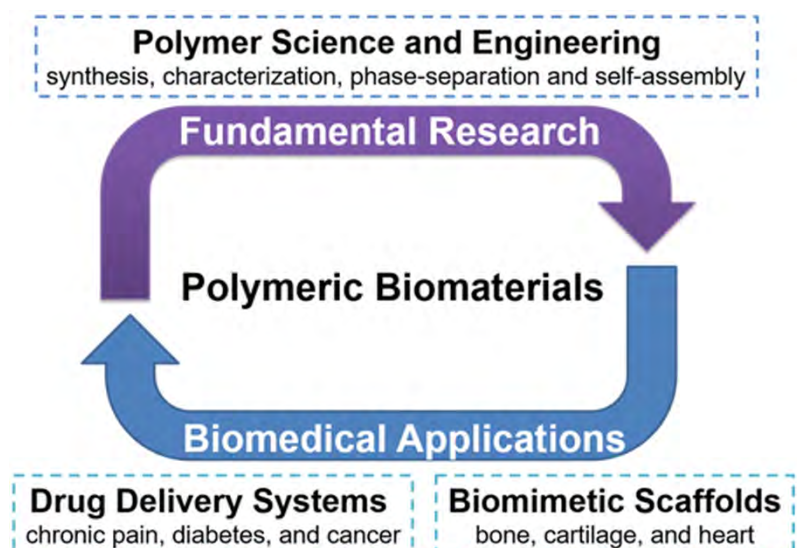 Polymer Science and Engineering
synthesis, characterization, phase-separation and self-assembly
Fundamental Research
Polymeric Biomaterials
Biomedical Applications
Drug Delivery Systems
chronic pain, diabetes, and cancer
Biomimetic Scaffolds
bone, cartilage, and heart